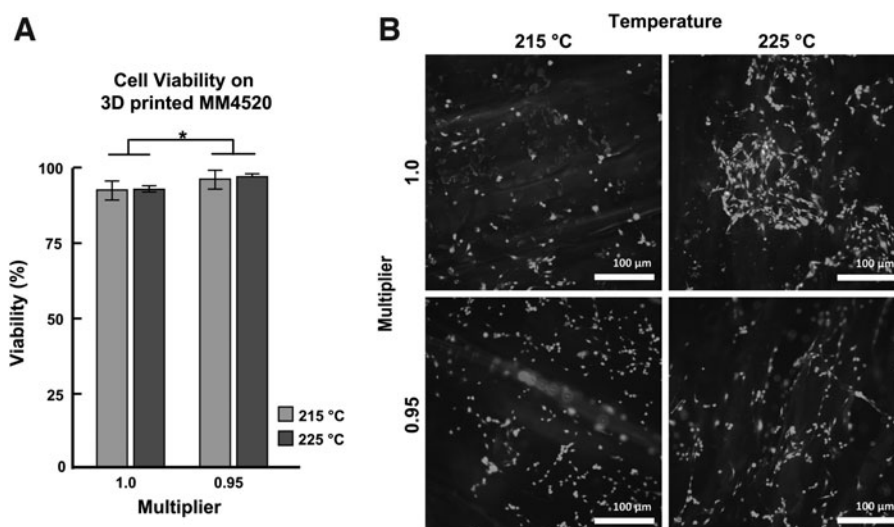 A
Cell Viability on
3D printed MM4520
*
100
75
50
25
0
Viability (%)
215 °C
225 °C
1.0
0.95
Multiplier
B
Temperature
215 °C
225 °C
Multiplier
1.0
0.95
100 µm
100 µm
100 µm
100 µm